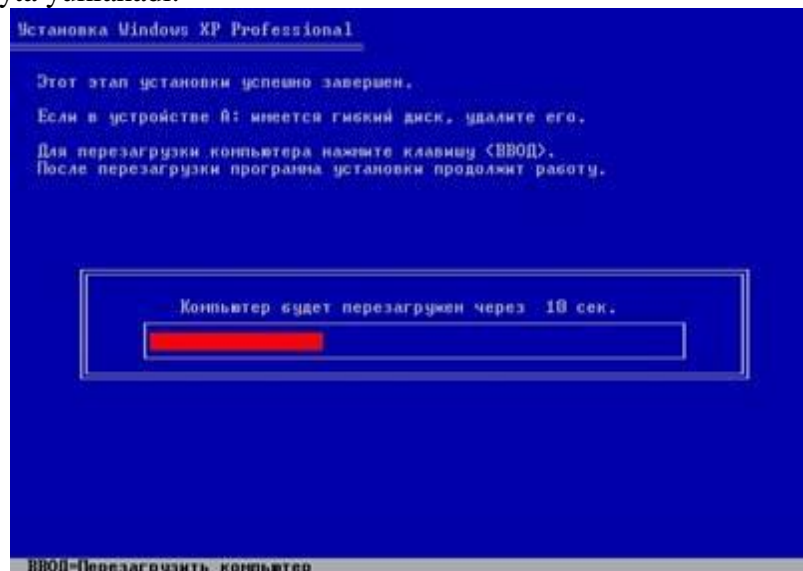 Установка Windows XP Professional
Этот этап установки успешно завершен.
Если в устройстве A: имеется гибкий диск, удалите его.
Для перезагрузки компьютера нажмите клавишу <ВВОД>.
После перезагрузки программа установки продолжит работу.
Компьютер будет перезагружен через 10 сек.
ВВОД=Перезагрузить компьютер